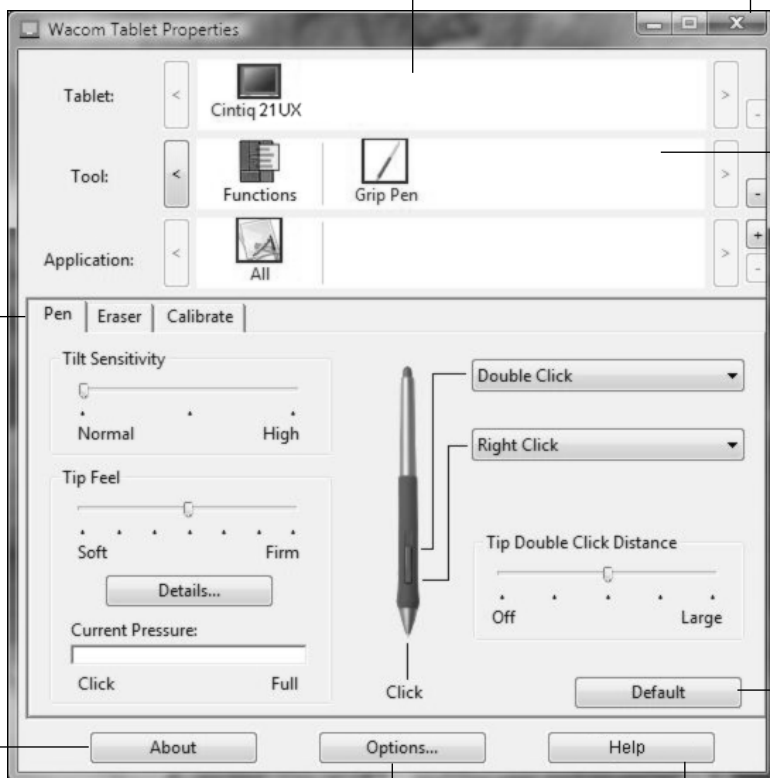 Wacom Tablet Properties
Tablet:
<
Cintiq 21UX
>
-
Tool:
<
Functions
Grip Pen
>
-
Application:
<
All
>
+
-
Pen Eraser Calibrate
Tilt Sensitivity
Normal High
Double Click
Right Click
Tip Feel
Soft Firm
Details...
Tip Double Click Distance
Off Large
Current Pressure:
Click Full
Click
Default
About Options... Help